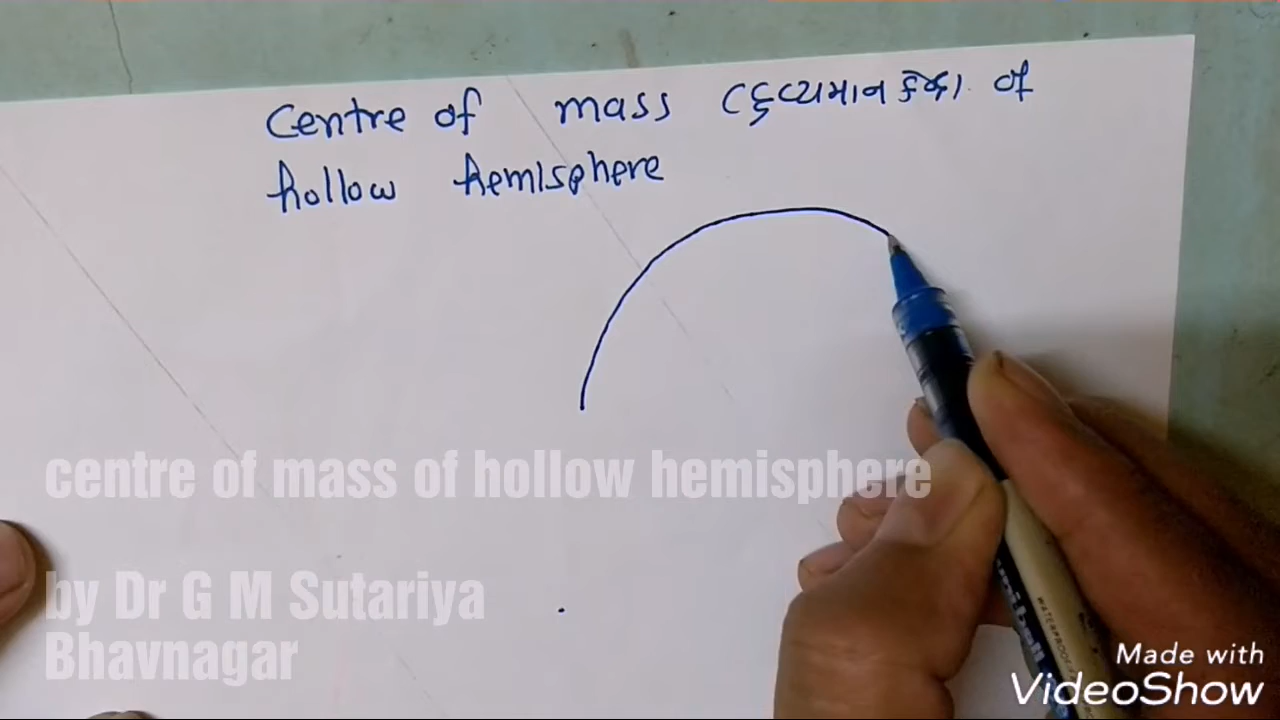 Centre of mass (દ્રવ્યમાન કેન્દ્ર) of
hollow hemisphere
centre of mass of hollow hemisphere
by Dr G M Sutariya
Bhavnagar
Made with
VideoShow